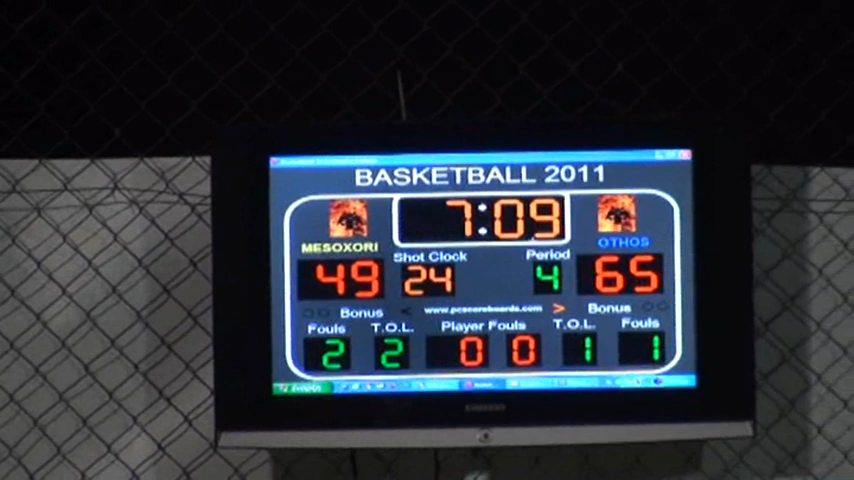 BASKETBALL 2011
7:09
MESOXORI
OTHOS
Shot Clock
Period
49
24
4
65
Bonus < www.pcscoreboards.com > Bonus
Fouls T.O.L. Player Fouls T.O.L. Fouls
2 2 0 0 1 1
SAMSUNG